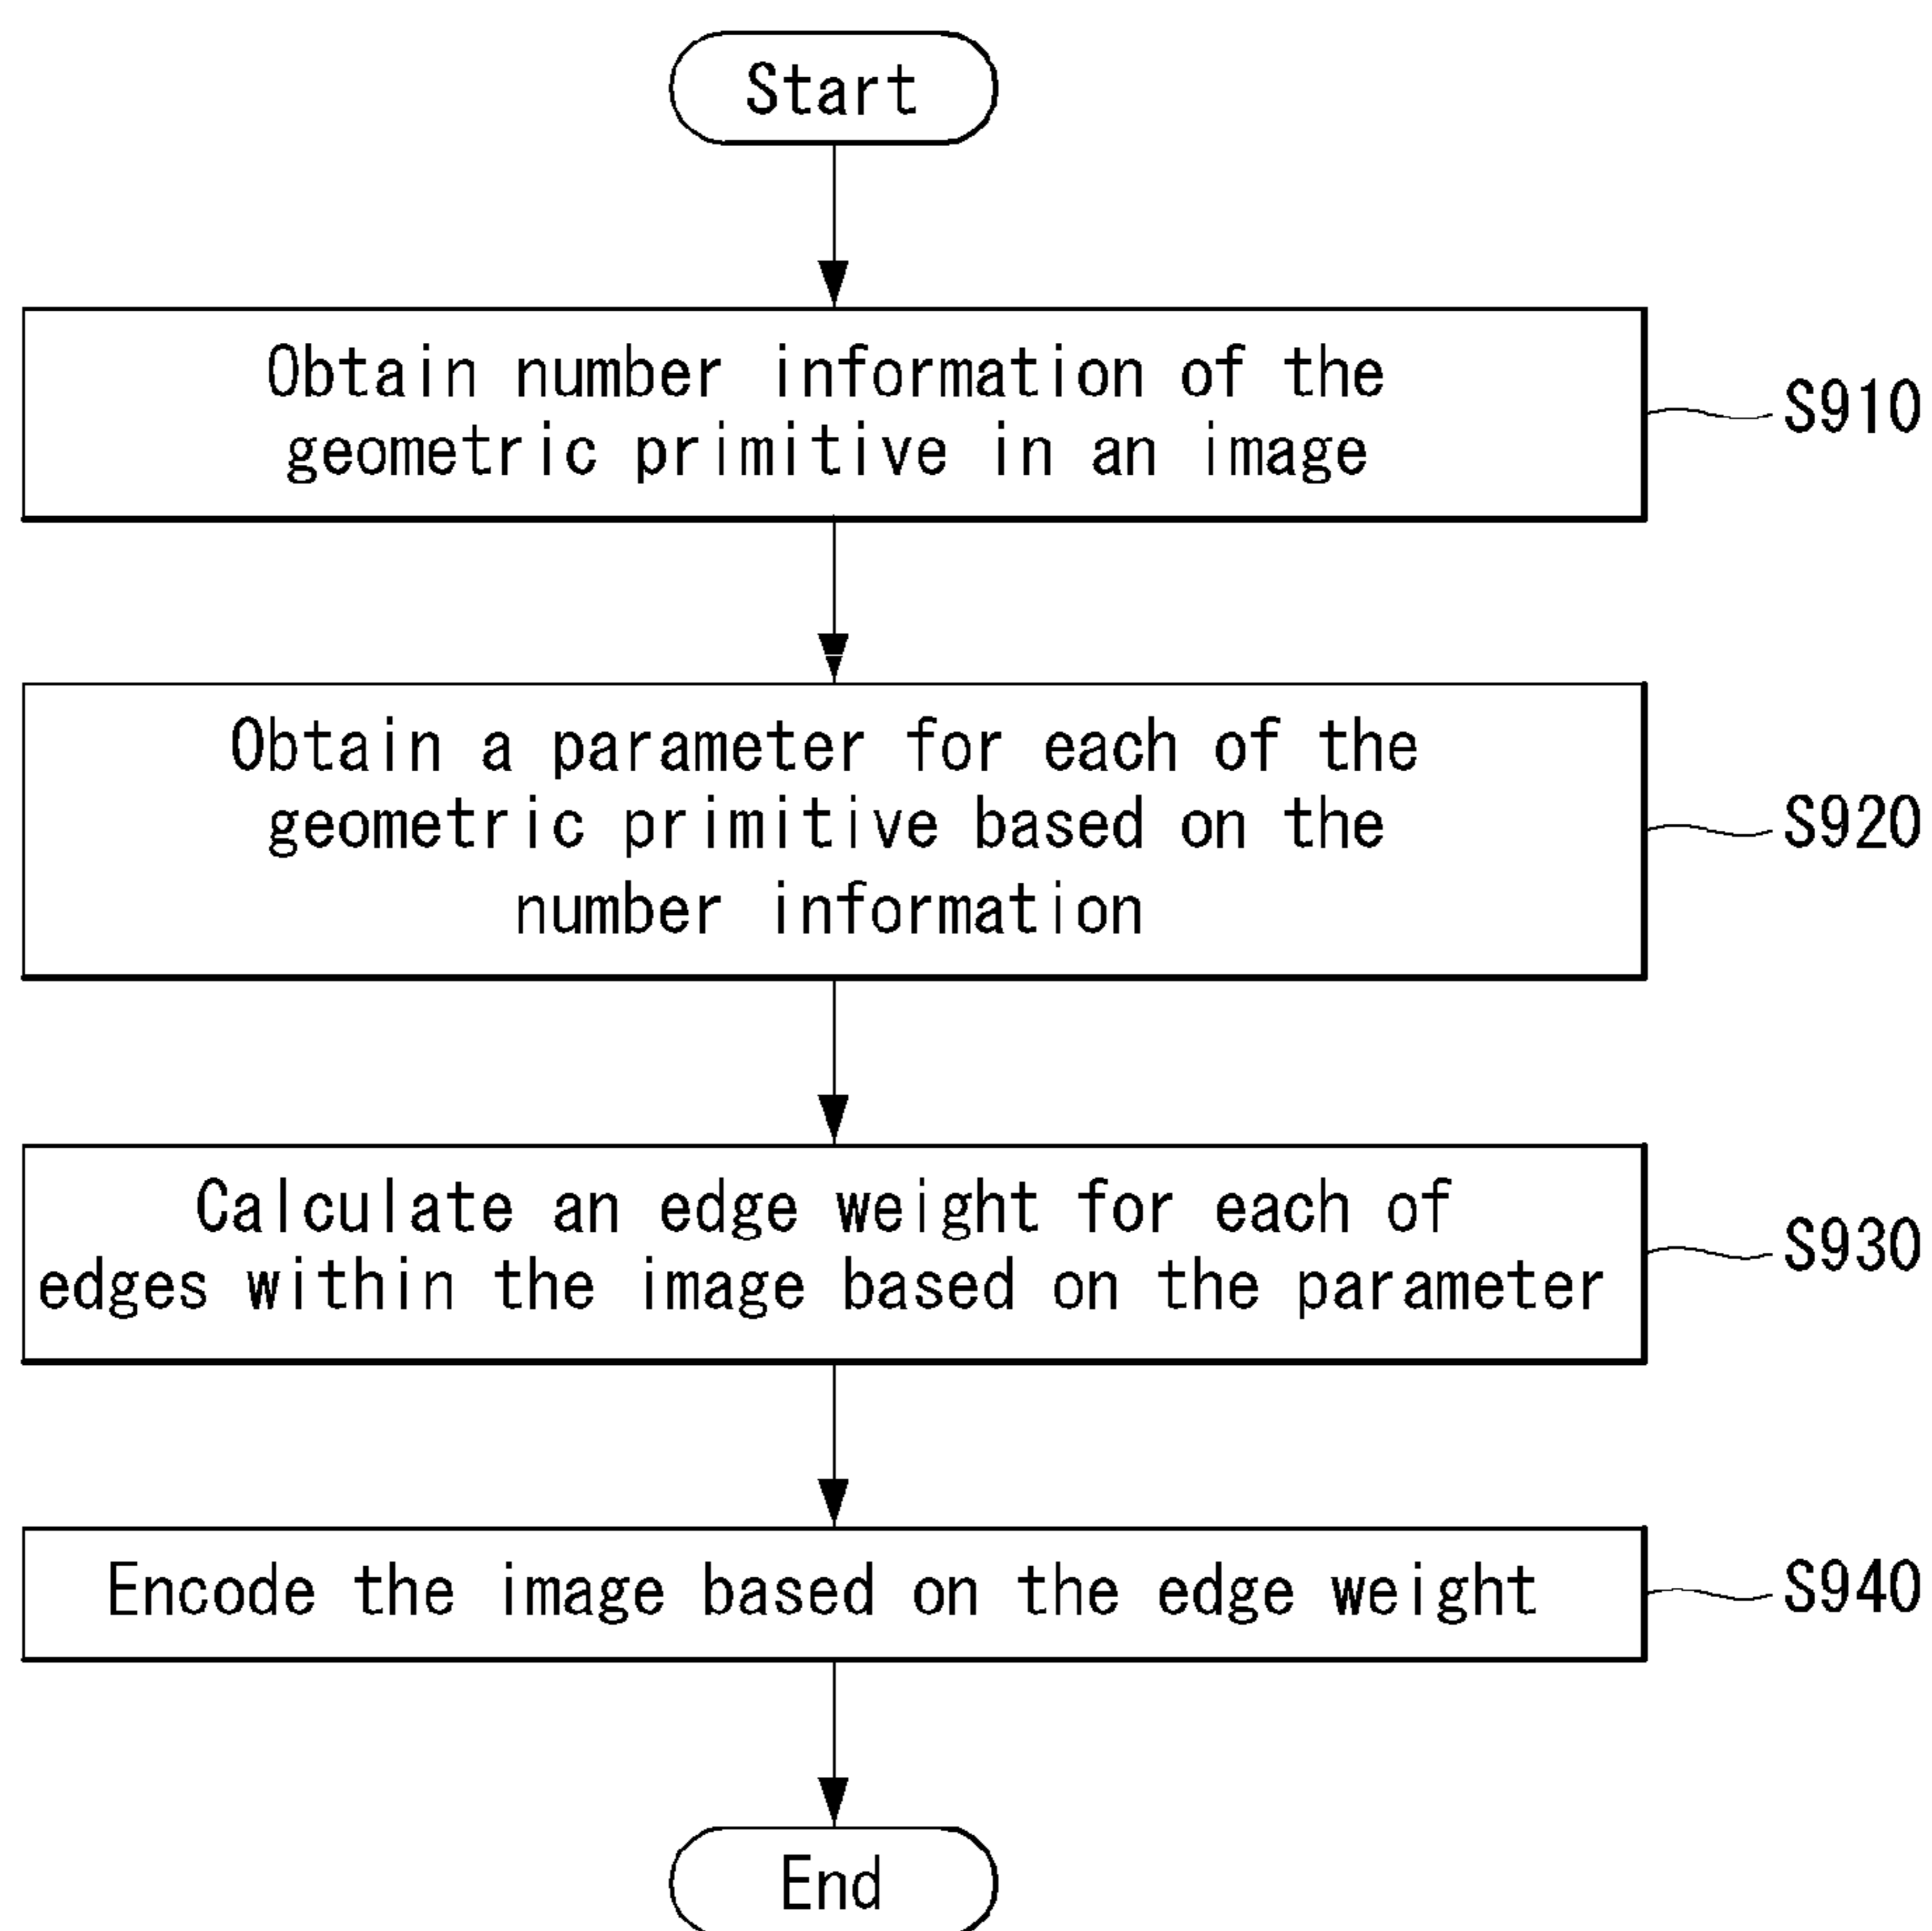 Start
Obtain number information of the
geometric primitive in an image
S910
Obtain a parameter for each of the
geometric primitive based on the
number information
S920
Calculate an edge weight for each of
edges within the image based on the parameter
S930
Encode the image based on the edge weight
S940
End